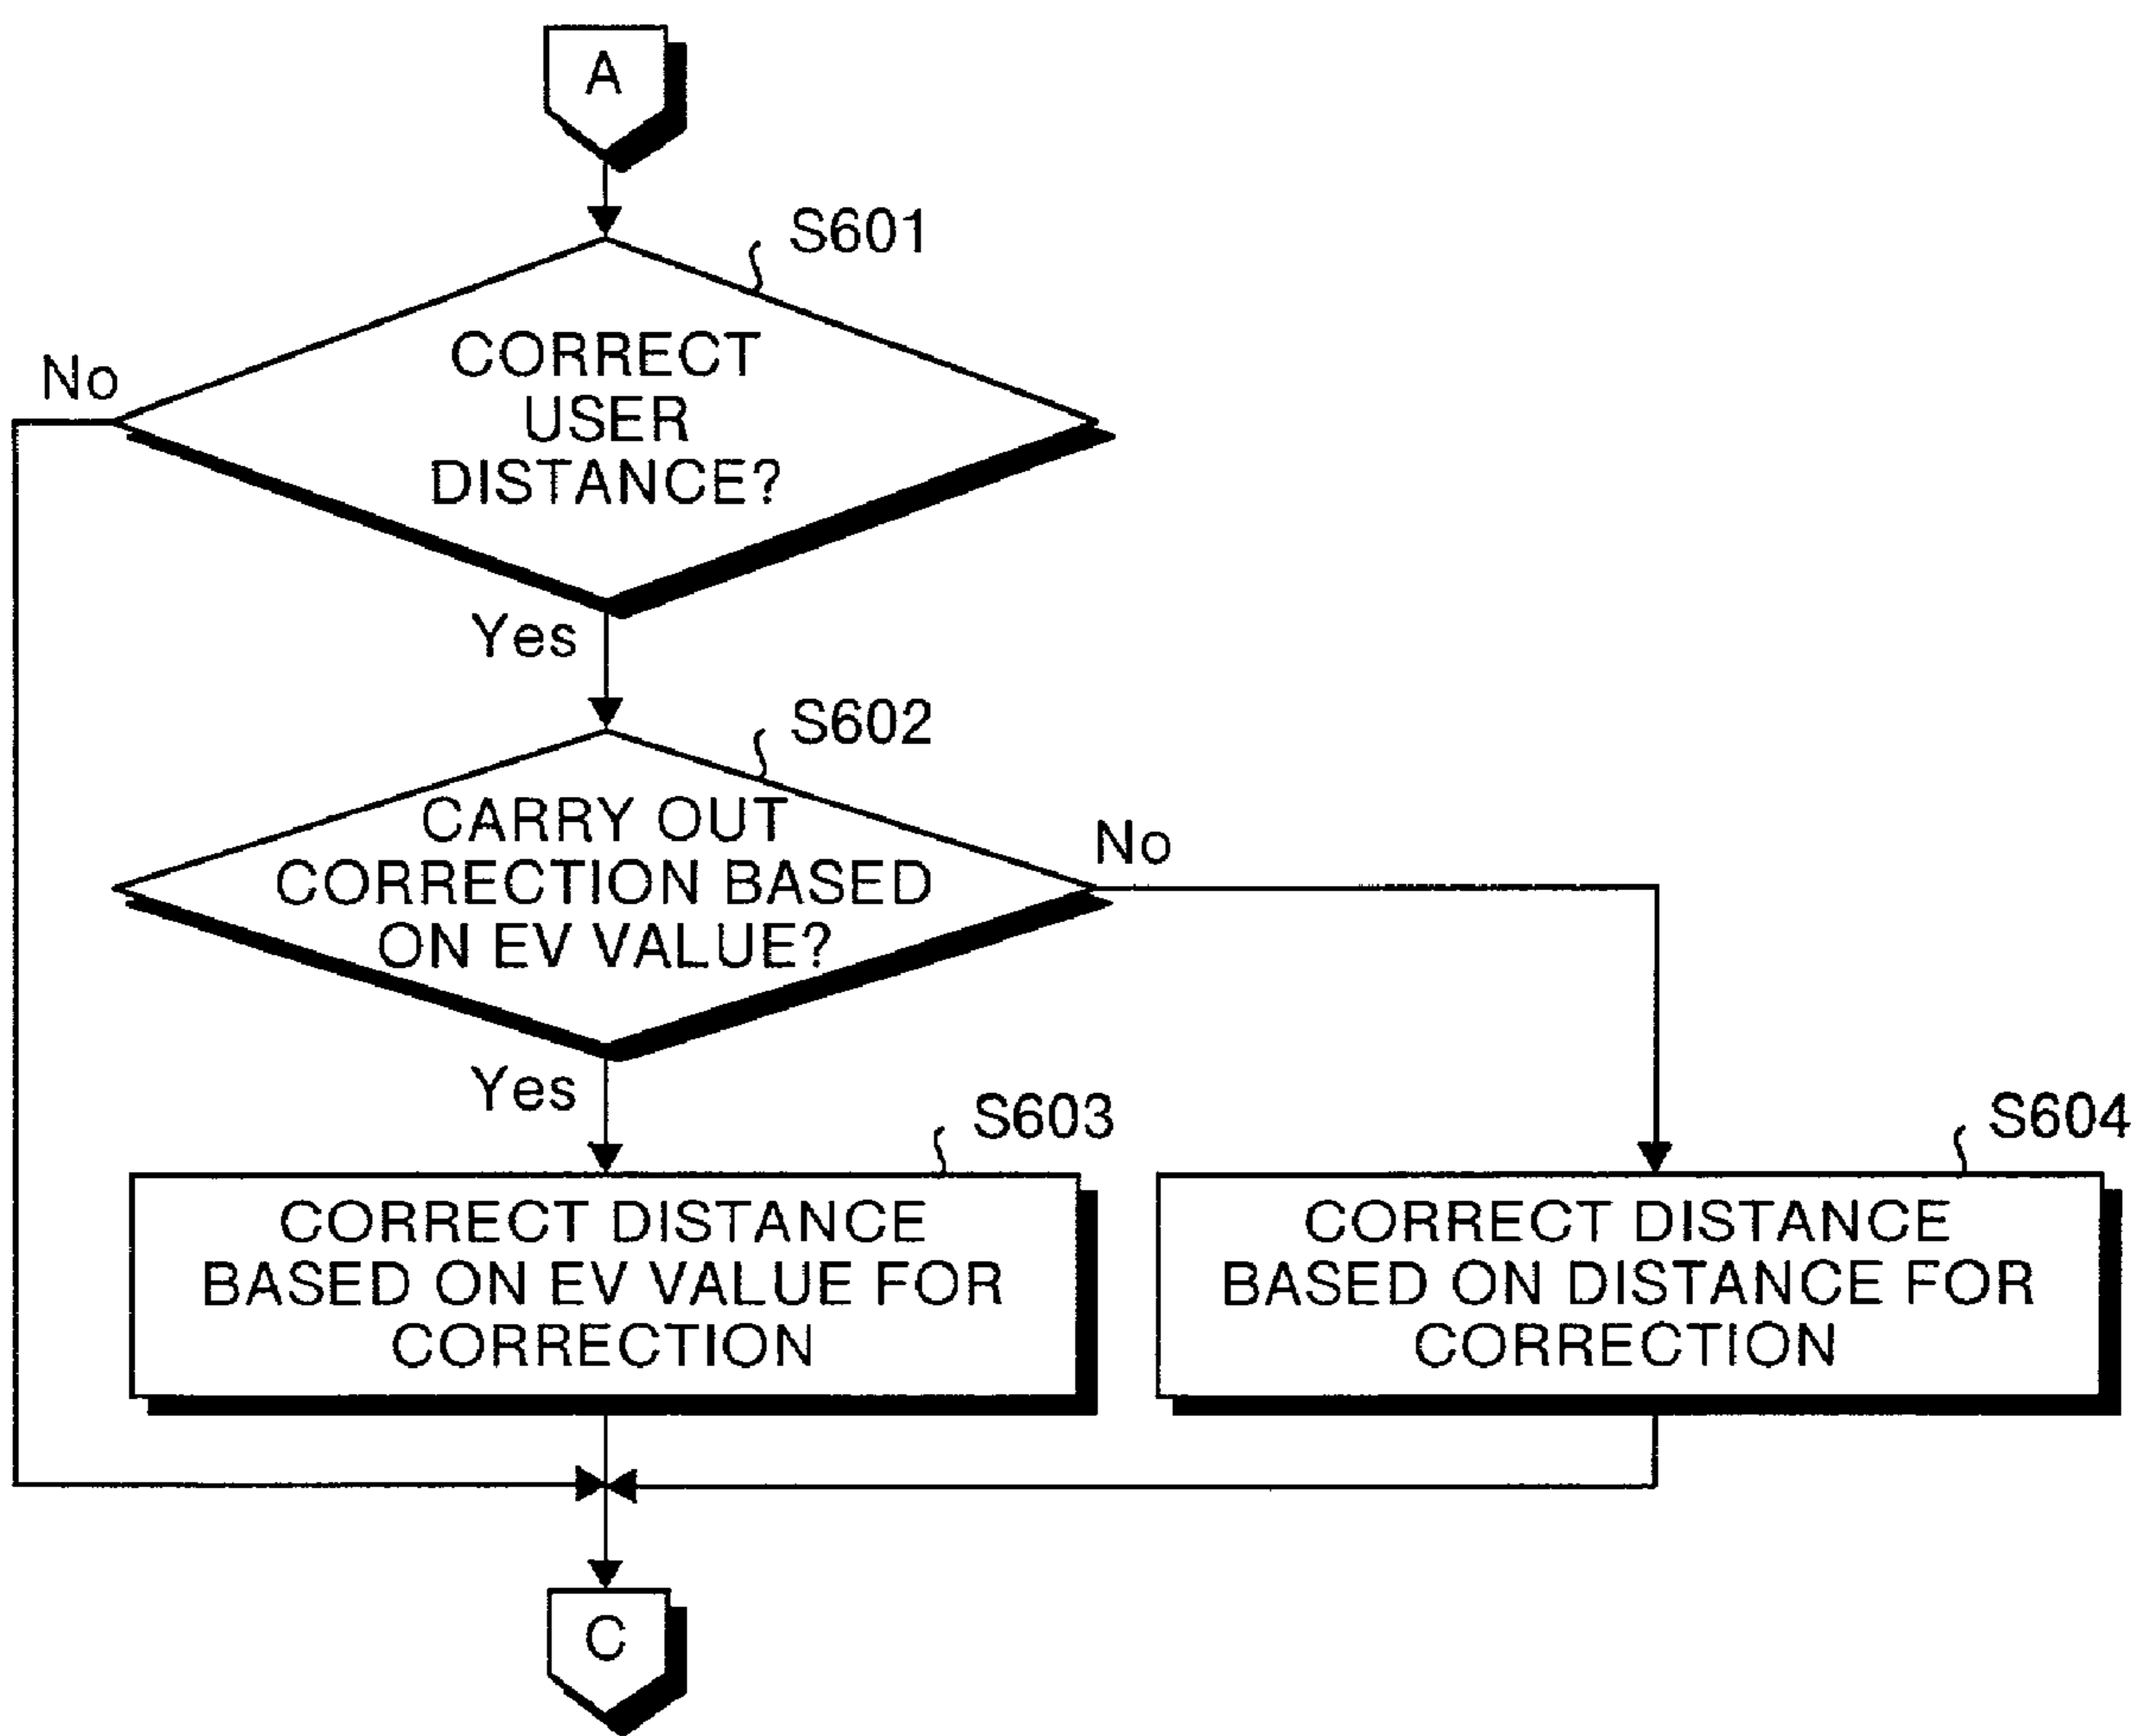 A
S601
CORRECT
USER
DISTANCE?
No
Yes
S602
CARRY OUT
CORRECTION BASED
ON EV VALUE?
No
Yes
S603
CORRECT DISTANCE
BASED ON EV VALUE FOR
CORRECTION
S604
CORRECT DISTANCE
BASED ON DISTANCE FOR
CORRECTION
C